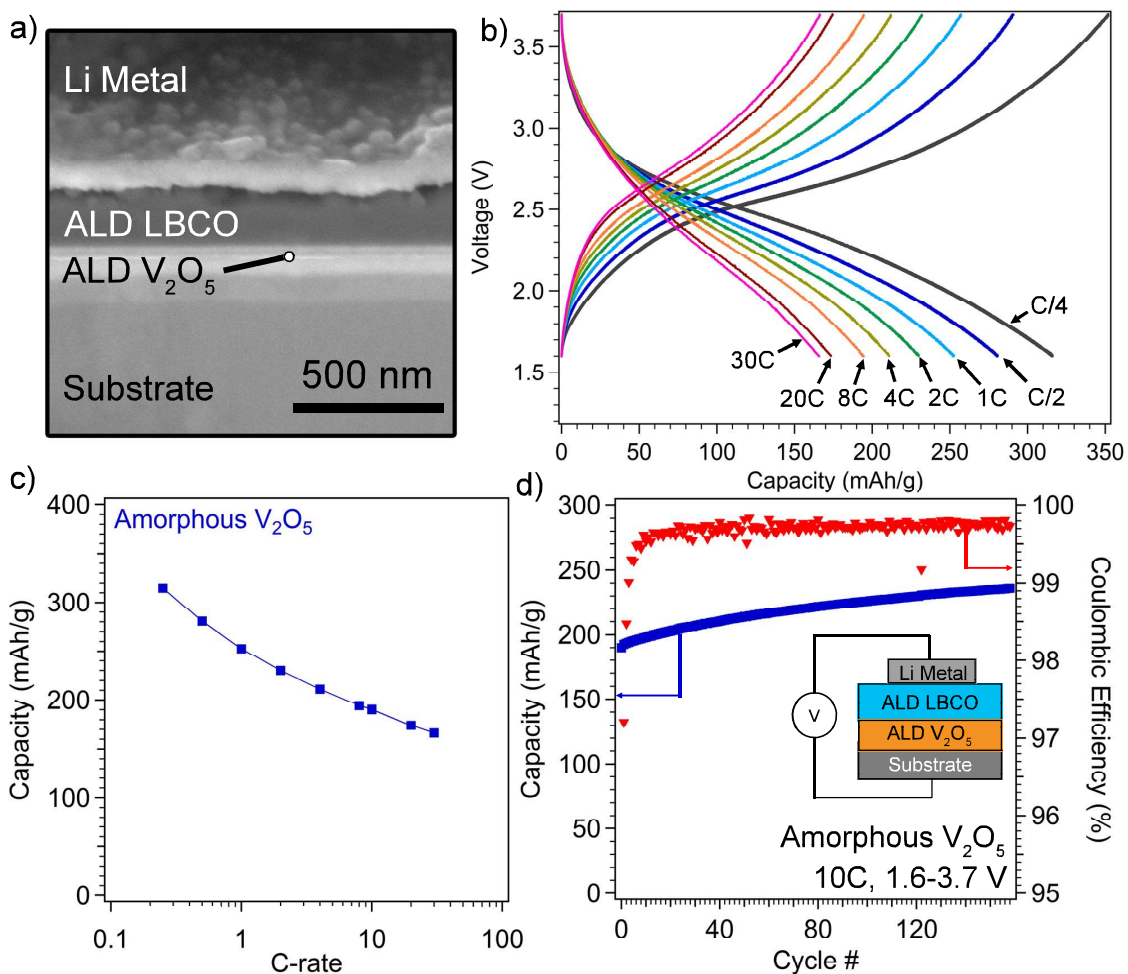 a)
Li Metal
ALD LBCO
ALD V₂O₅
Substrate
500 nm
b)
Voltage (V)
3.5
3.0
2.5
2.0
1.5
C/4
30C
20C 8C 4C 2C 1C C/2
0 50 100 150 200 250 300 350
Capacity (mAh/g)
c)
Amorphous V₂O₅
Capacity (mAh/g)
400
300
200
100
0
0.1 1 10 100
C-rate
d)
Capacity (mAh/g)
300
250
200
150
100
50
0
100
99
98
97
96
95
Coulombic Efficiency (%)
V
Li Metal
ALD LBCO
ALD V₂O₅
Substrate
Amorphous V₂O₅
10C, 1.6-3.7 V
0 40 80 120
Cycle #